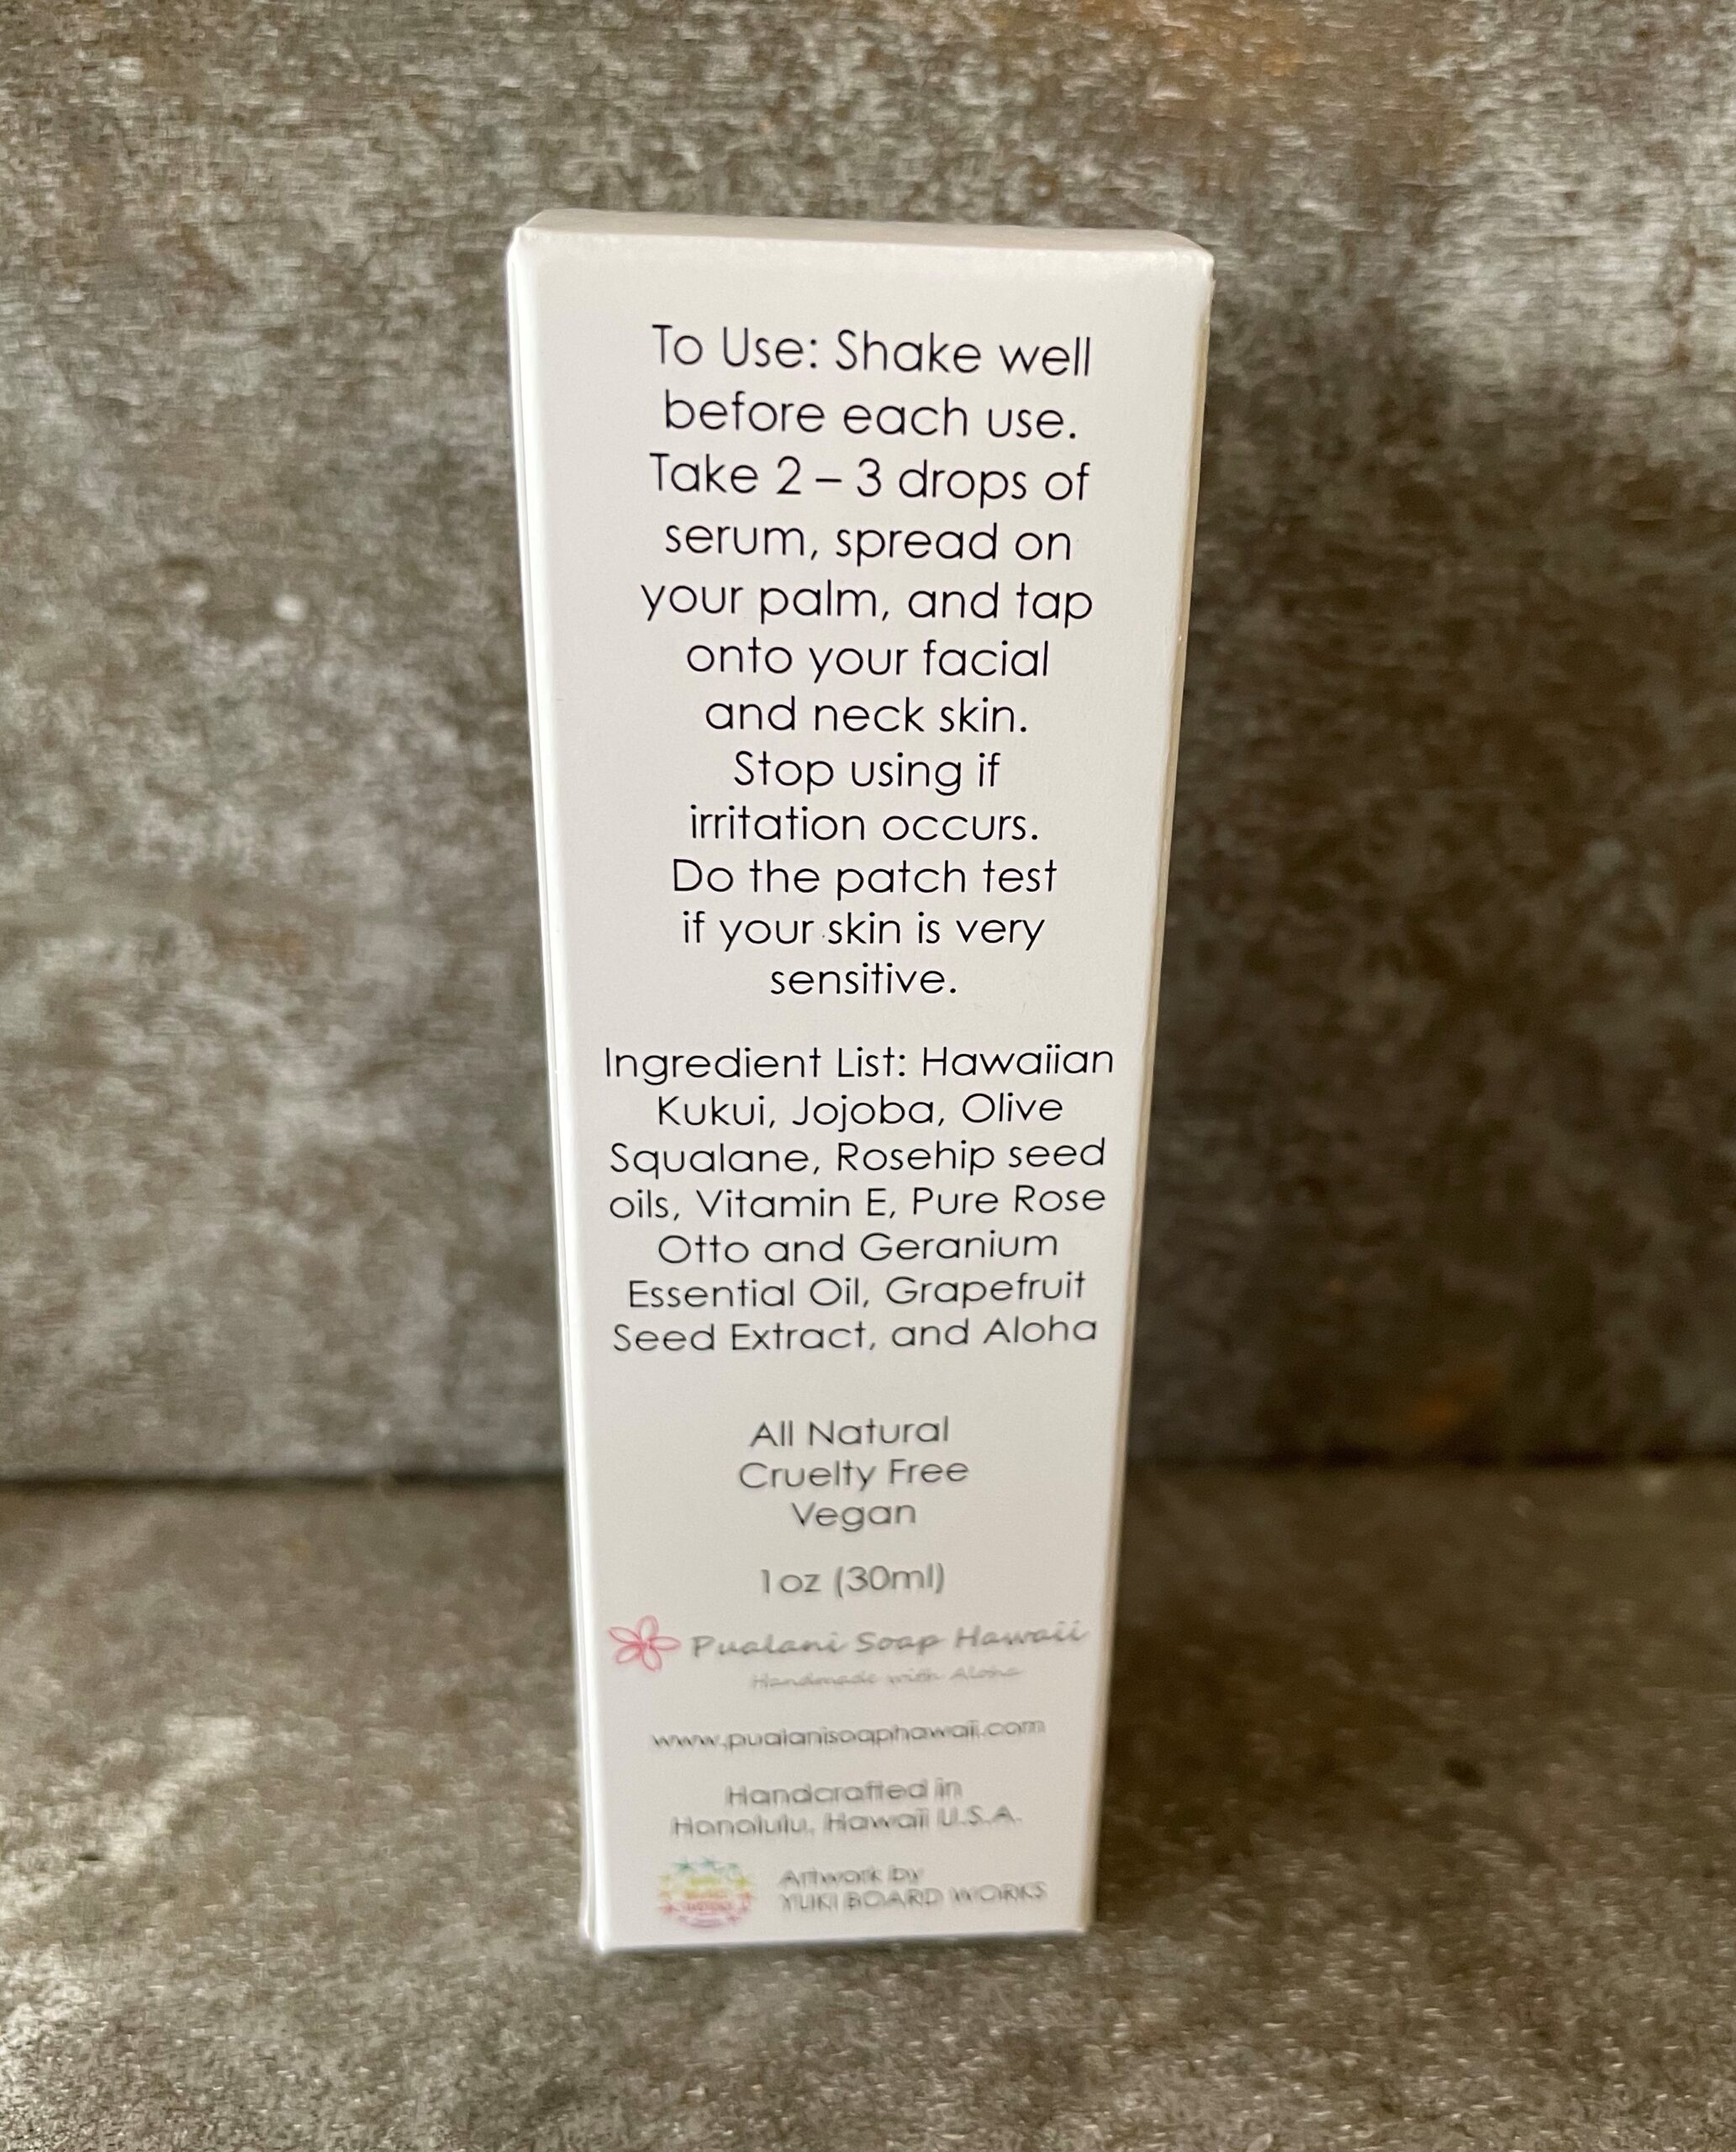 To Use: Shake well
before each use.
Take 2 – 3 drops of
serum, spread on
your palm, and tap
onto your facial
and neck skin.
Stop using if
irritation occurs.
Do the patch test
if your skin is very
sensitive.
Ingredient List: Hawaiian
Kukui, Jojoba, Olive
Squalane, Rosehip seed
oils, Vitamin E, Pure Rose
Otto and Geranium
Essential Oil, Grapefruit
Seed Extract, and Aloha
All Natural
Cruelty Free
Vegan
1oz (30ml)
Pualani Soap Hawaii
Handmade with Aloha
www.pualanisoaphawaii.com
Handcrafted in
Honolulu, Hawaii U.S.A.
Artwork by
YUKI BOARD WORKS